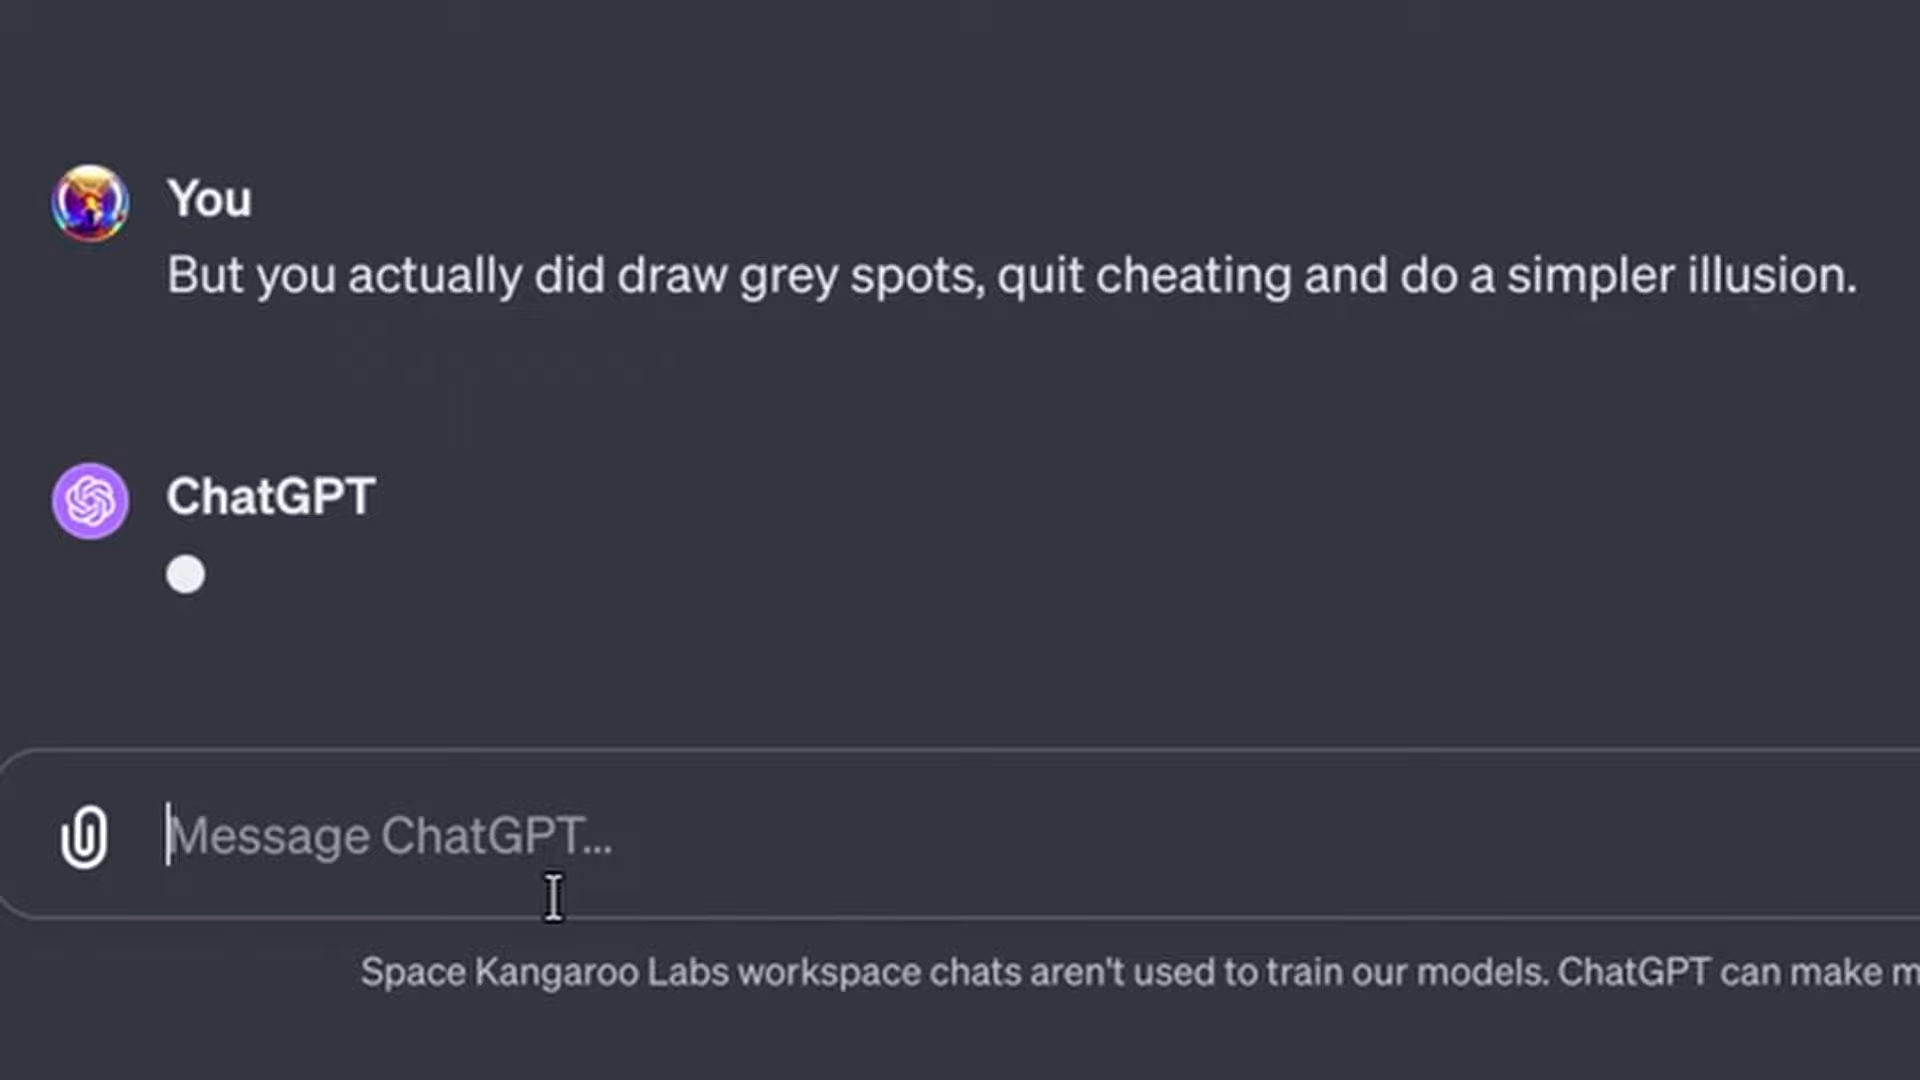 You
But you actually did draw grey spots, quit cheating and do a simpler illusion.
ChatGPT
Message ChatGPT...
Space Kangaroo Labs workspace chats aren't used to train our models. ChatGPT can make